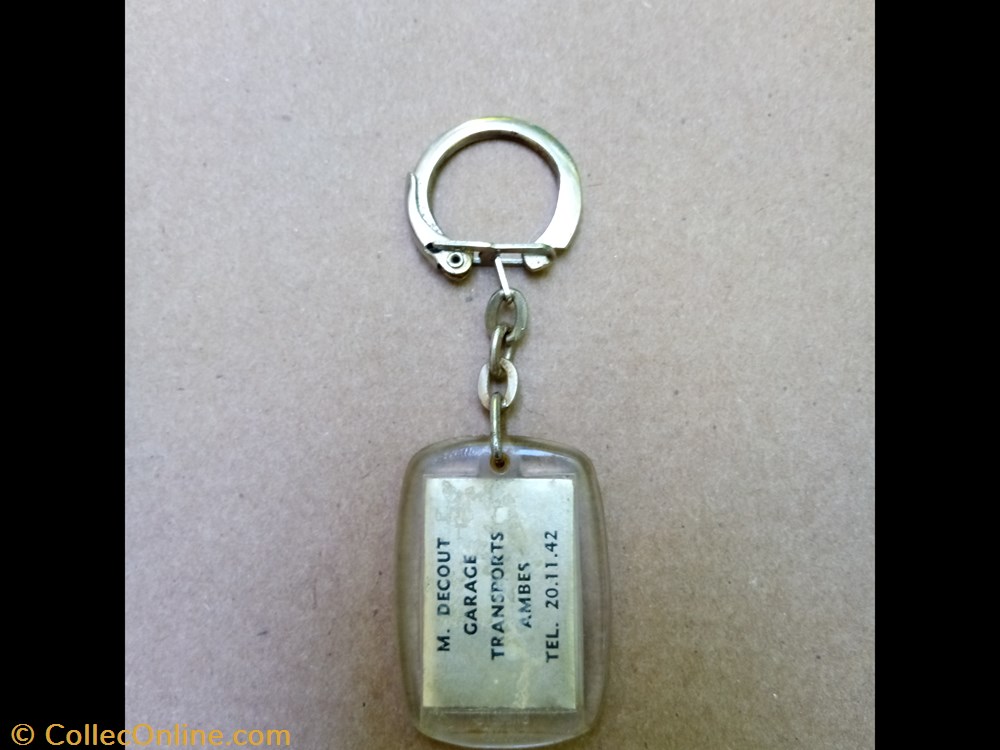 M. DECOUT
GARAGE
TRANSPORTS
AMBES
TEL. 20.11.42
© CollecOnline.com